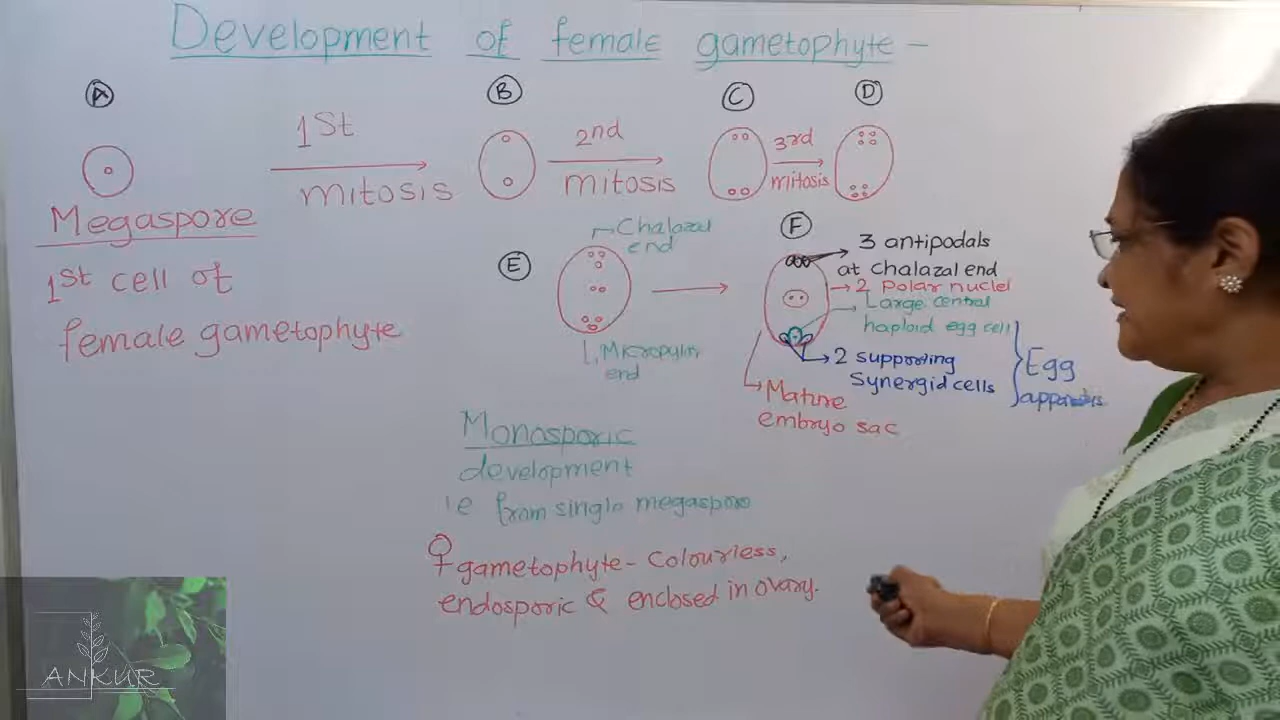 Development of female gametophyte -
A
B
C
D
1st
mitosis
2nd
mitosis
3rd
mitosis
Megaspore
1st cell of
female gametophyte
E
Chalazal
end
Micropylar
end
F
3 antipodals
at chalazal end
2 Polar nuclei
Large central
haploid egg cell
2 supporting
Synergid cells
Egg
apparatus
Mature
embryo sac
Monosporic
development
i.e from single megaspore
♀ gametophyte - Colourless,
endosporic & enclosed in ovary.
ANKUR